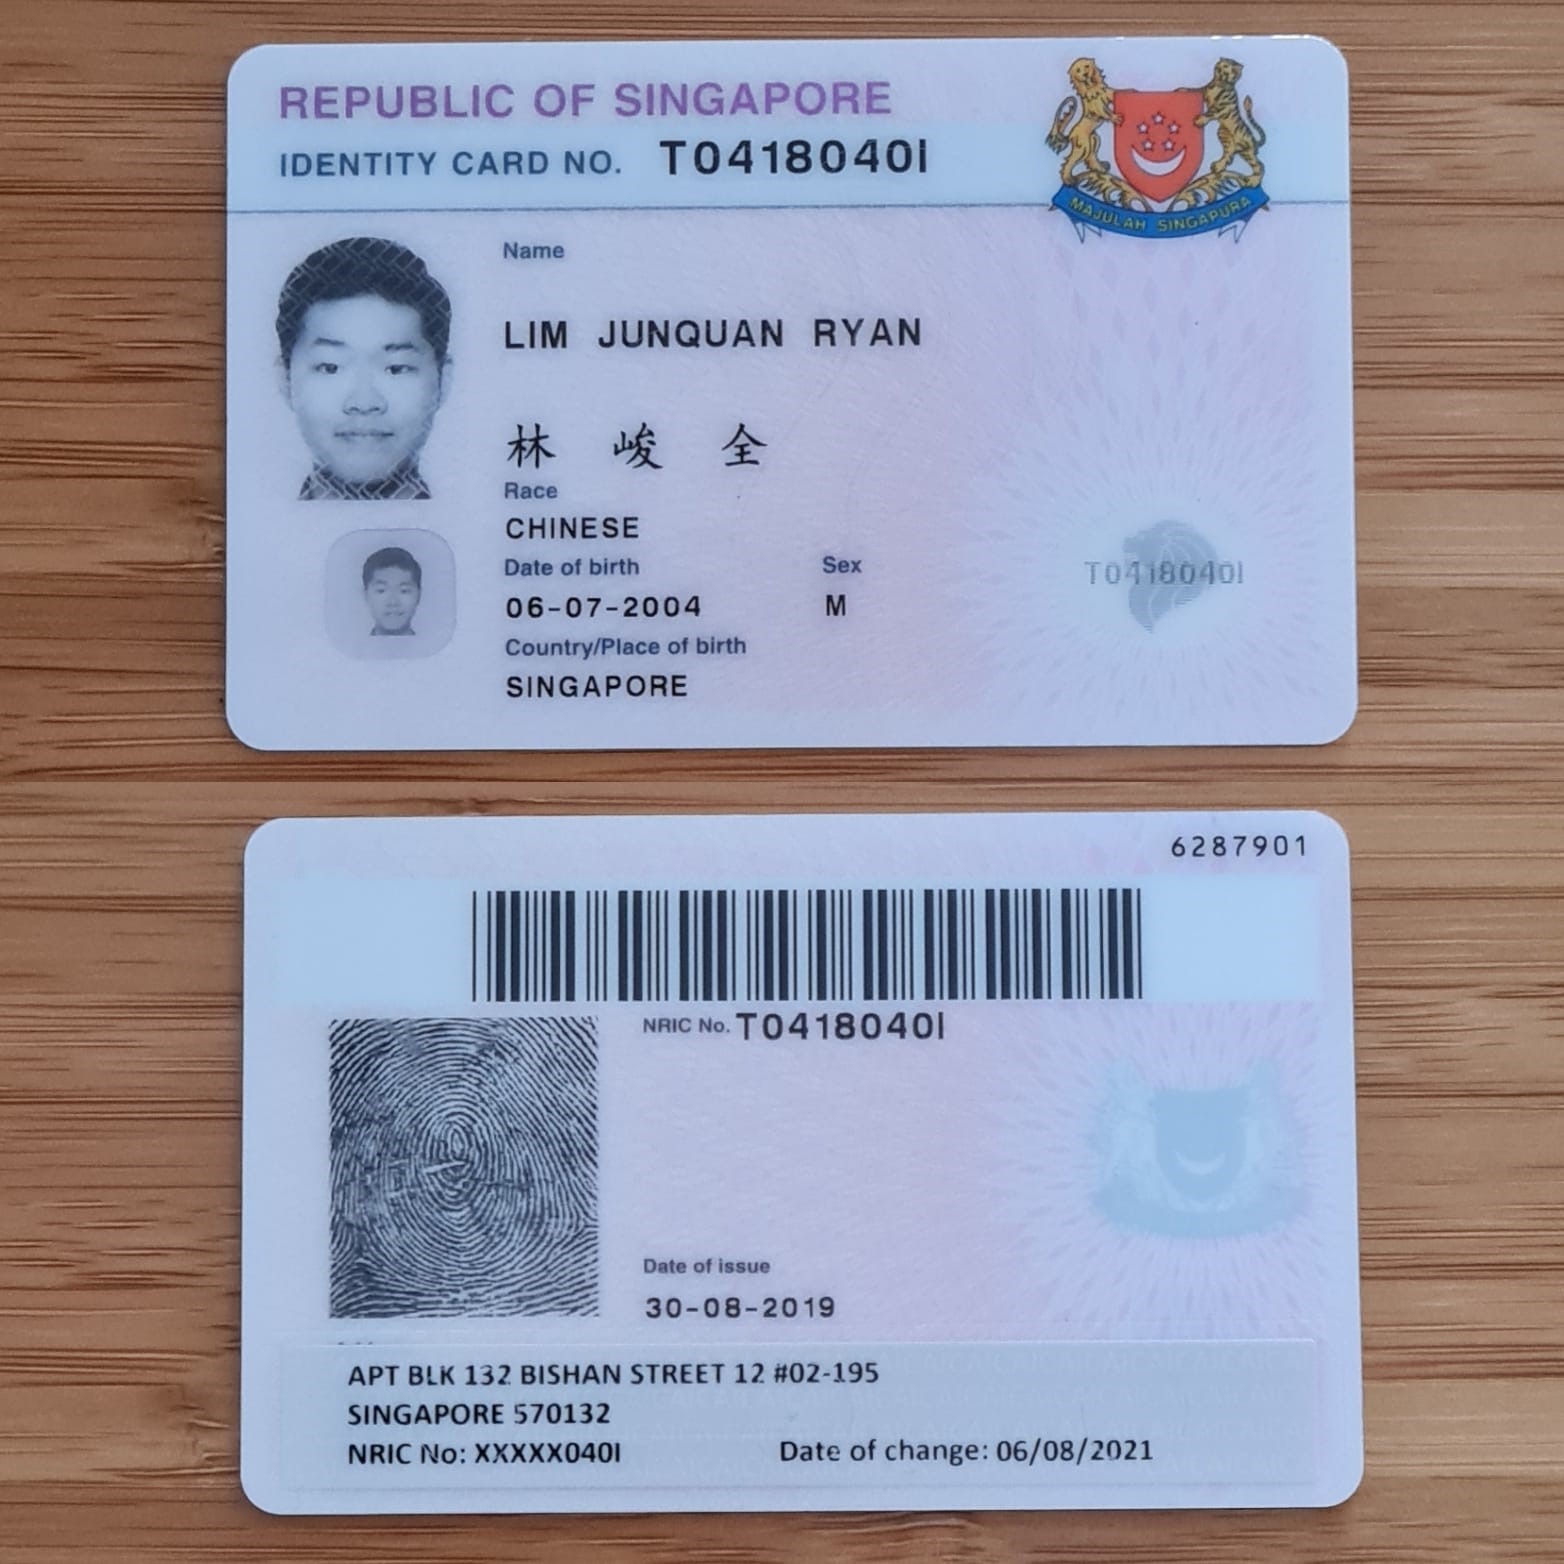 REPUBLIC OF SINGAPORE
IDENTITY CARD NO. T0418040I
MAJULAH SINGAPURA
Name
LIM JUNQUAN RYAN
林 峻 全
Race
CHINESE
Date of birth Sex
06-07-2004 M
Country/Place of birth
SINGAPORE
T0418040I
6287901
NRIC No. T0418040I
Date of issue
30-08-2019
APT BLK 132 BISHAN STREET 12 #02-195
SINGAPORE 570132
NRIC No: XXXXX040I Date of change: 06/08/2021